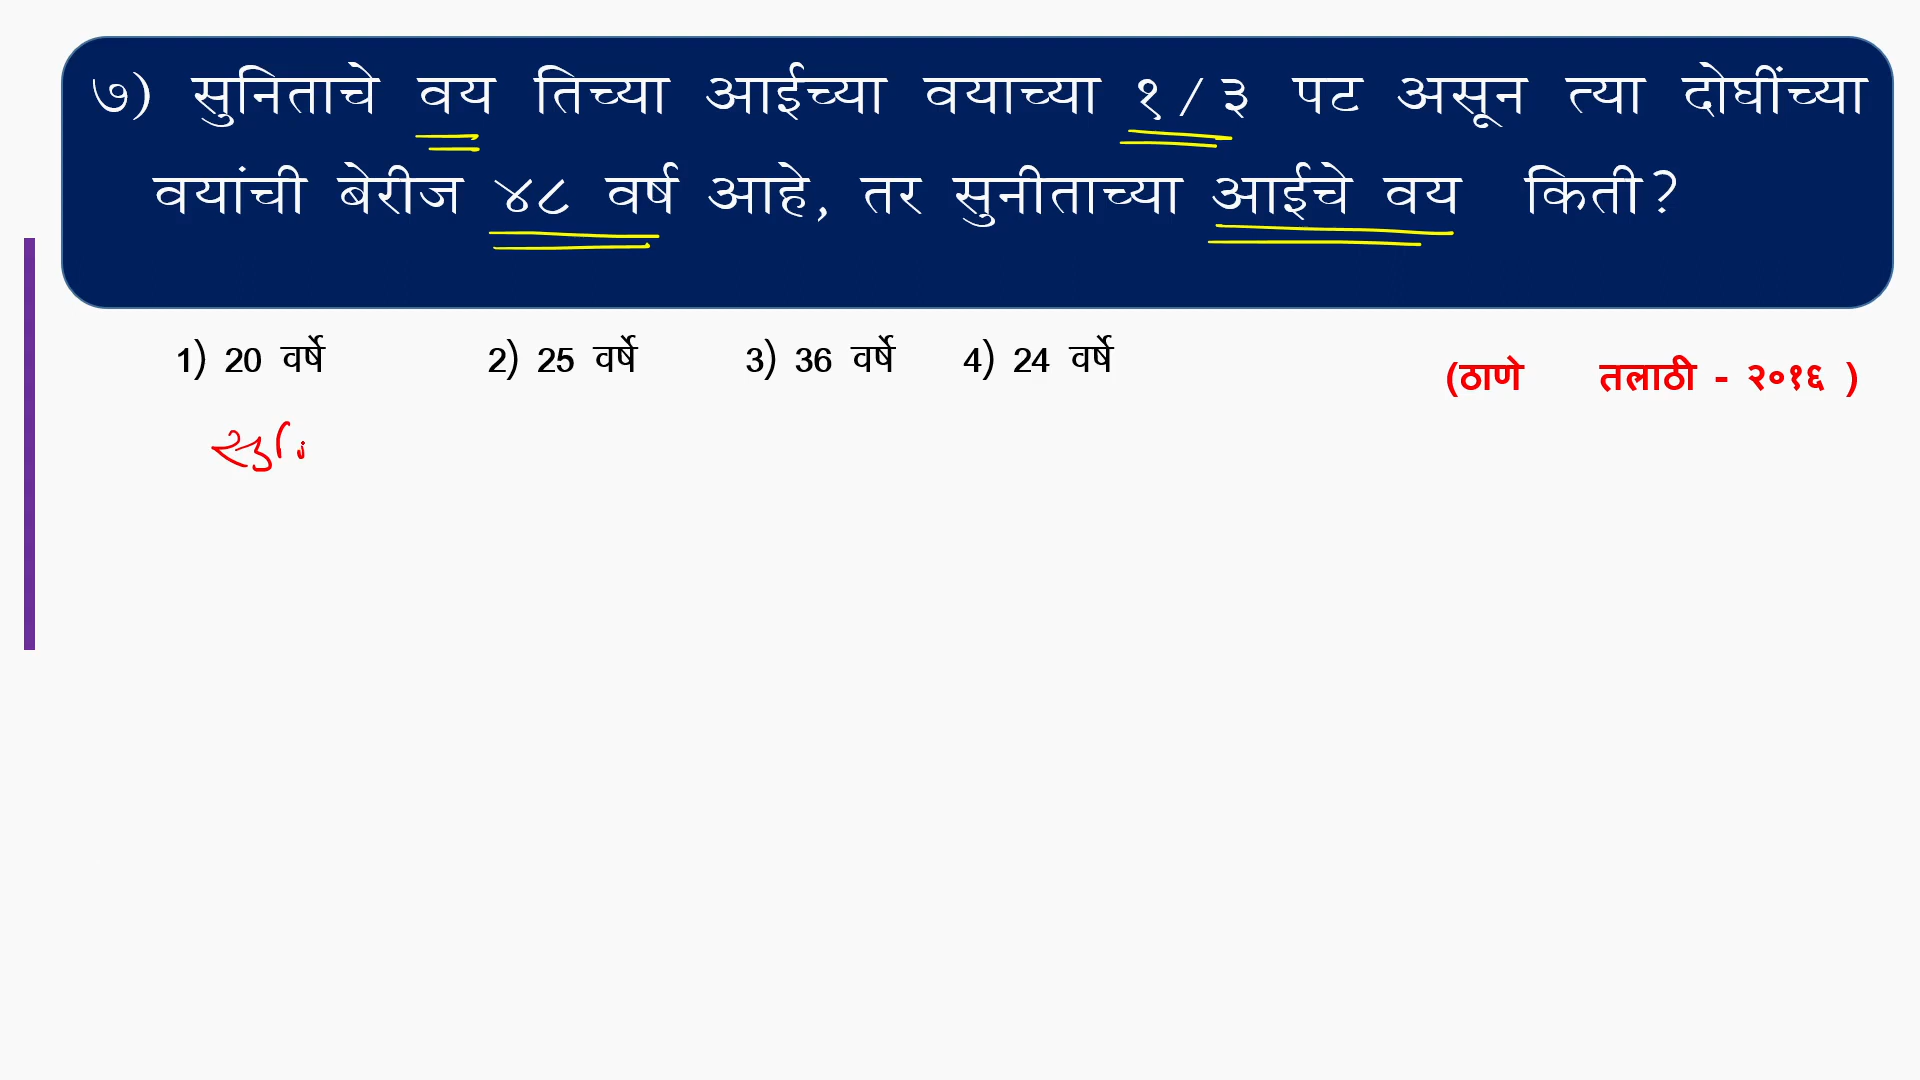 ७) सुनिताचे वय तिच्या आईच्या वयाच्या १/३ पट असून त्या दोघींच्या
वयांची बेरीज ४८ वर्ष आहे, तर सुनीताच्या आईचे वय किती?
1) 20 वर्षे 2) 25 वर्षे 3) 36 वर्षे 4) 24 वर्षे
(ठाणे तलाठी - २०१६ )